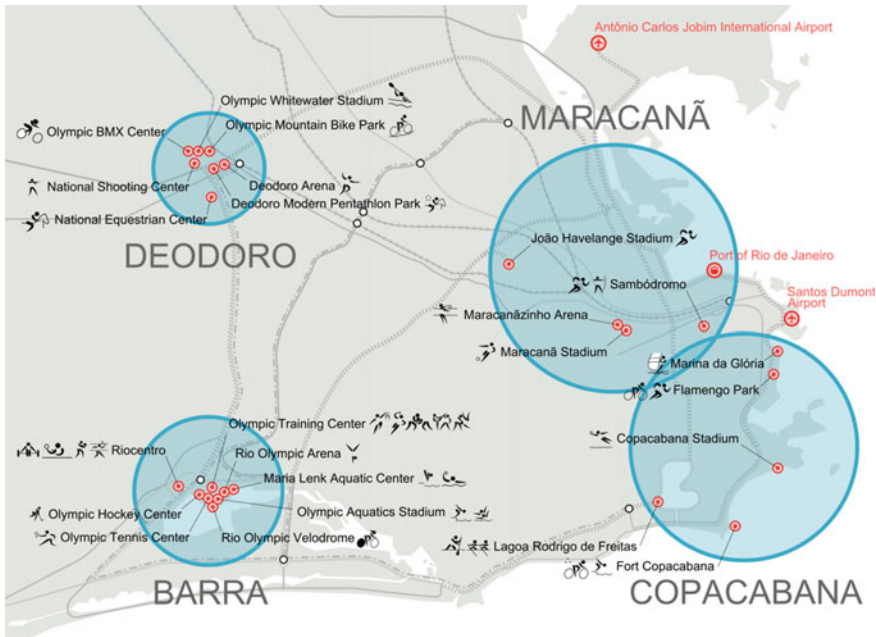 Antônio Carlos Jobim International Airport
Olympic Whitewater Stadium
MARACANÃ
Olympic BMX Center
Olympic Mountain Bike Park
National Shooting Center
Deodoro Arena
Deodoro Modern Pentathlon Park
National Equestrian Center
DEODORO
João Havelange Stadium
Port of Rio de Janeiro
Sambódromo
Santos Dumont
Airport
Maracanãzinho Arena
Maracanã Stadium
Marina da Glória
Flamengo Park
Olympic Training Center
Copacabana Stadium
Riocentro
Rio Olympic Arena
Maria Lenk Aquatic Center
Olympic Hockey Center
Olympic Aquatics Stadium
Olympic Tennis Center
Rio Olympic Velodrome
Lagoa Rodrigo de Freitas
Fort Copacabana
BARRA
COPACABANA